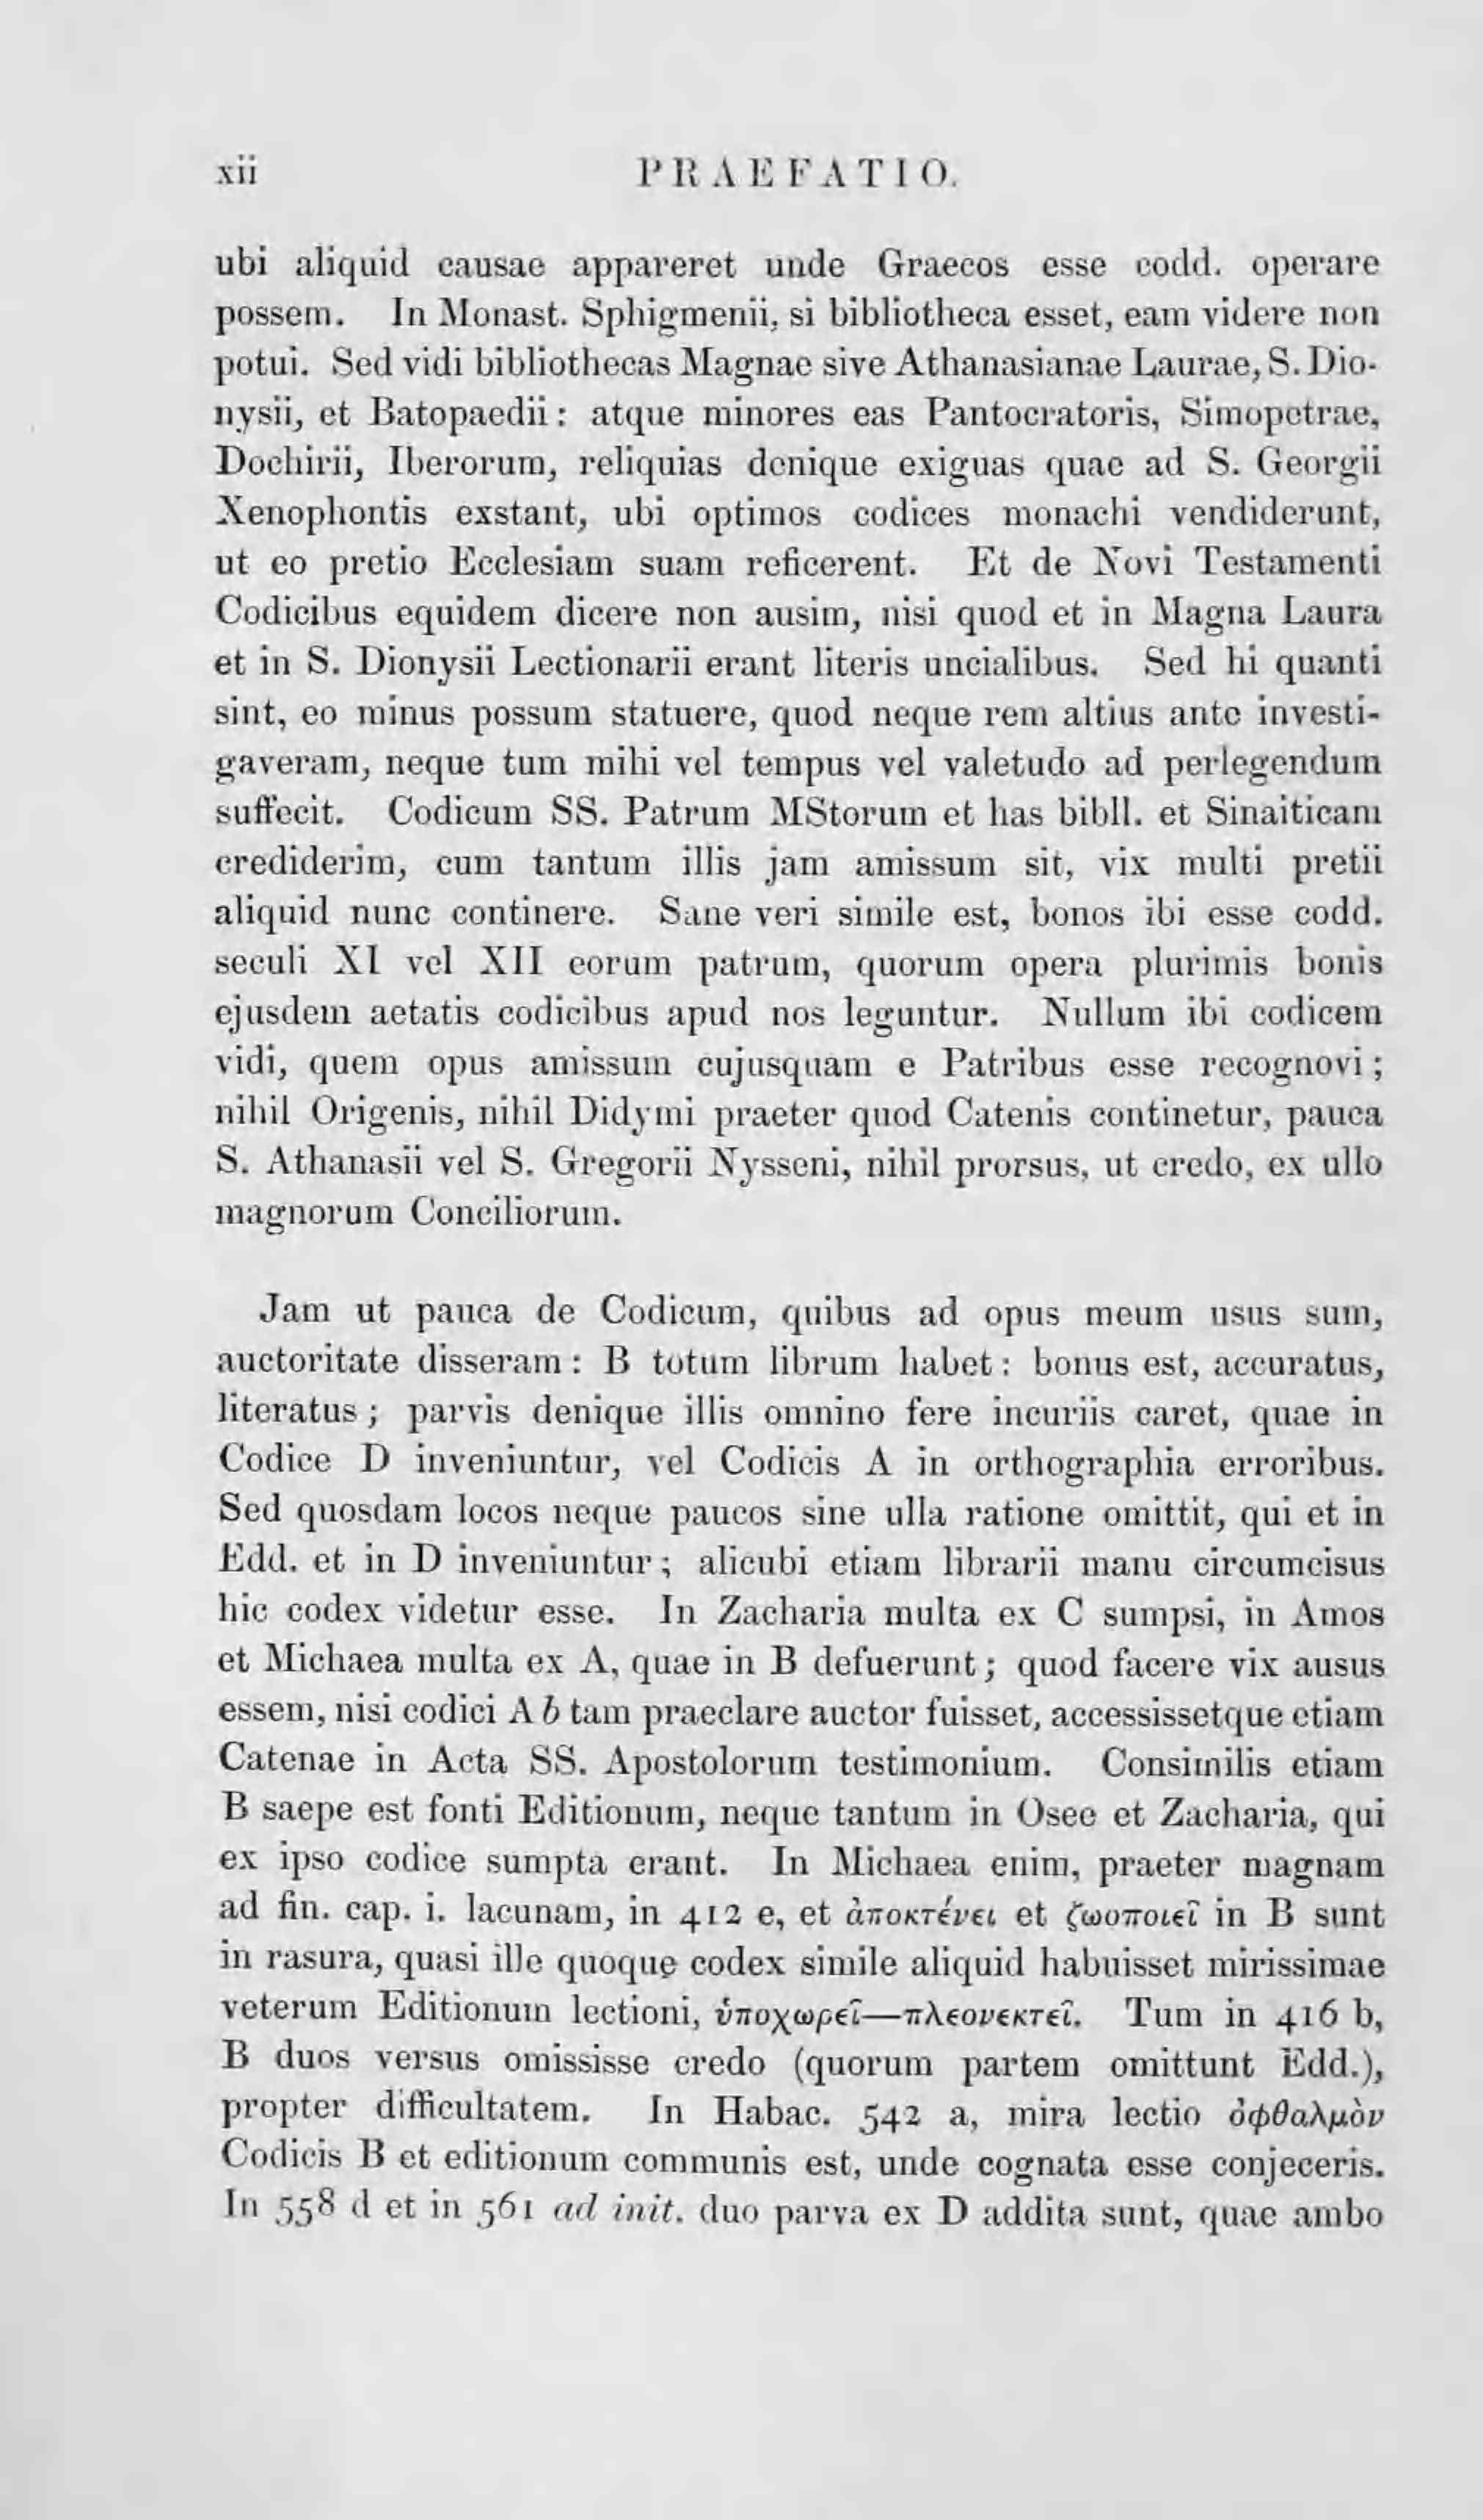 xii
PRAEFATIO.
ubi aliquid causae appareret unde Graecos esse codd. operare
possem. In Monast. Sphigmenii, si bibliotheca esset, eam videre non
potui. Sed vidi bibliothecas Magnae sive Athanasianae Laurae, S. Dio-
nysii, et Batopaedii: atque minores eas Pantocratoris, Simopetrae,
Dochirii, Iberorum, reliquias denique exiguas quae ad S. Georgii
Xenophontis exstant, ubi optimos codices monachi vendiderunt,
ut eo pretio Ecclesiam suam reficerent. Et de Novi Testamenti
Codicibus equidem dicere non ausim, nisi quod et in Magna Laura
et in S. Dionysii Lectionarii erant literis uncialibus. Sed hi quanti
sint, eo minus possum statuere, quod neque rem altius ante investi-
gaveram, neque tum mihi vel tempus vel valetudo ad perlegendum
suffecit. Codicum SS. Patrum MStorum et has bibll. et Sinaiticam
crediderim, cum tantum illis jam amissum sit, vix multi pretii
aliquid nunc continere. Sane veri simile est, bonos ibi esse codd.
seculi XI vel XII eorum patrum, quorum opera plurimis bonis
ejusdem aetatis codicibus apud nos leguntur. Nullum ibi codicem
vidi, quem opus amissum cujusquam e Patribus esse recognovi;
nihil Origenis, nihil Didymi praeter quod Catenis continetur, pauca
S. Athanasii vel S. Gregorii Nysseni, nihil prorsus, ut credo, ex ullo
magnorum Conciliorum.
Jam ut pauca de Codicum, quibus ad opus meum usus sum,
auctoritate disseram: B totum librum habet: bonus est, accuratus,
literatus; parvis denique illis omnino fere incuriis caret, quae in
Codice D inveniuntur, vel Codicis A in orthographia erroribus.
Sed quosdam locos neque paucos sine ulla ratione omittit, qui et in
Edd. et in D inveniuntur; alicubi etiam librarii manu circumcisus
hic codex videtur esse. In Zacharia multa ex C sumpsi, in Amos
et Michaea multa ex A, quae in B defuerunt; quod facere vix ausus
essem, nisi codici A b tam praeclare auctor fuisset, accessissetque etiam
Catenae in Acta SS. Apostolorum testimonium. Consimilis etiam
B saepe est fonti Editionum, neque tantum in Osee et Zacharia, qui
ex ipso codice sumpta erant. In Michaea enim, praeter magnam
ad fin. cap. i. lacunam, in 412 e, et ἀποκτένει et ζωοποιεῖ in B sunt
in rasura, quasi ille quoque codex simile aliquid habuisset mirissimae
veterum Editionum lectioni, ὑποχωρεῖ—πλεονεκτεῖ. Tum in 416 b,
B duos versus omississe credo (quorum partem omittunt Edd.),
propter difficultatem. In Habac. 542 a, mira lectio ὀφθαλμὸν
Codicis B et editionum communis est, unde cognata esse conjeceris.
In 558 d et in 561 ad init. duo parva ex D addita sunt, quae ambo